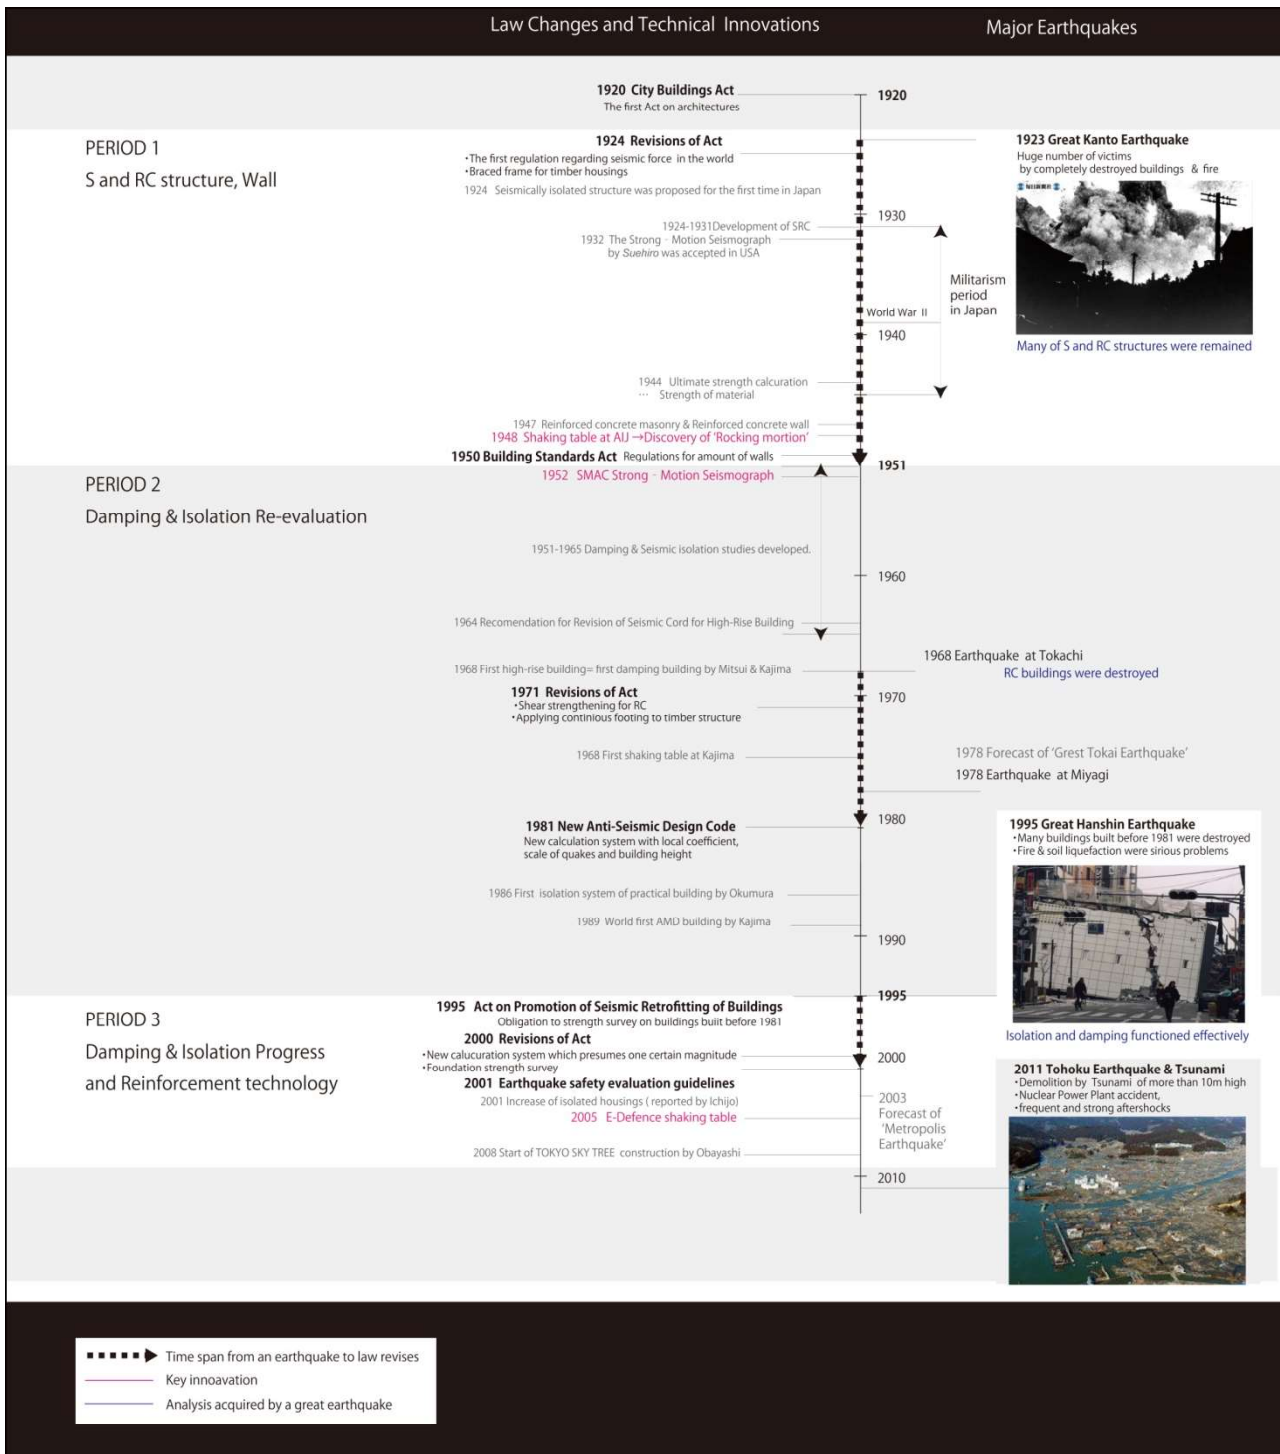 Law Changes and Technical Innovations
Major Earthquakes
1920 City Buildings Act
The first Act on architectures
1920
PERIOD 1
S and RC structure, Wall
1924 Revisions of Act
・The first regulation regarding seismic force in the world
・Braced frame for timber housings
1924 Seismically isolated structure was proposed for the first time in Japan
1923 Great Kanto Earthquake
Huge number of victims
by completely destroyed buildings & fire
1930
1924-1931Development of SRC
1932 The Strong - Motion Seismograph
by Suehiro was accepted in USA
Militarism
period
in Japan
World War II
1940
Many of S and RC structures were remained
1944 Ultimate strength calcuration
… Strength of material
1947 Reinforced concrete masonry & Reinforced concrete wall
1948 Shaking table at AIJ →Discovery of 'Rocking mortion'
1950 Building Standards Act Regulations for amount of walls
1951
1952 SMAC Strong - Motion Seismograph
PERIOD 2
Damping & Isolation Re-evaluation
1951-1965 Damping & Seismic isolation studies developed.
1960
1964 Recomendation for Revision of Seismic Cord for High-Rise Building
1968 Earthquake at Tokachi
RC buildings were destroyed
1968 First high-rise building= first damping building by Mitsui & Kajima
1970
1971 Revisions of Act
・Shear strengthening for RC
・Applying continious footing to timber structure
1968 First shaking table at Kajima
1978 Forecast of 'Grest Tokai Earthquake'
1978 Earthquake at Miyagi
1980
1981 New Anti-Seismic Design Code
New calculation system with local coefficient,
scale of quakes and building height
1995 Great Hanshin Earthquake
・Many buildings built before 1981 were destroyed
・Fire & soil liquefaction were sirious problems
1986 First isolation system of practical building by Okumura
1989 World first AMD building by Kajima
1990
1995
PERIOD 3
Damping & Isolation Progress
and Reinforcement technology
1995 Act on Promotion of Seismic Retrofitting of Buildings
Obligation to strength survey on buildings built before 1981
Isolation and damping functioned effectively
2000 Revisions of Act
・New calucuration system which presumes one certain magnitude
・Foundation strength survey
2000
2001 Earthquake safety evaluation guidelines
2001 Increase of isolated housings ( reported by Ichijo)
2005 E-Defence shaking table
2003
Forecast of
'Metropolis
Earthquake'
2011 Tohoku Earthquake & Tsunami
・Demolition by Tsunami of more than 10m high
・Nuclear Power Plant accident,
・frequent and strong aftershocks
2008 Start of TOKYO SKY TREE construction by Obayashi
2010
Time span from an earthquake to law revises
Key innoavation
Analysis acquired by a great earthquake